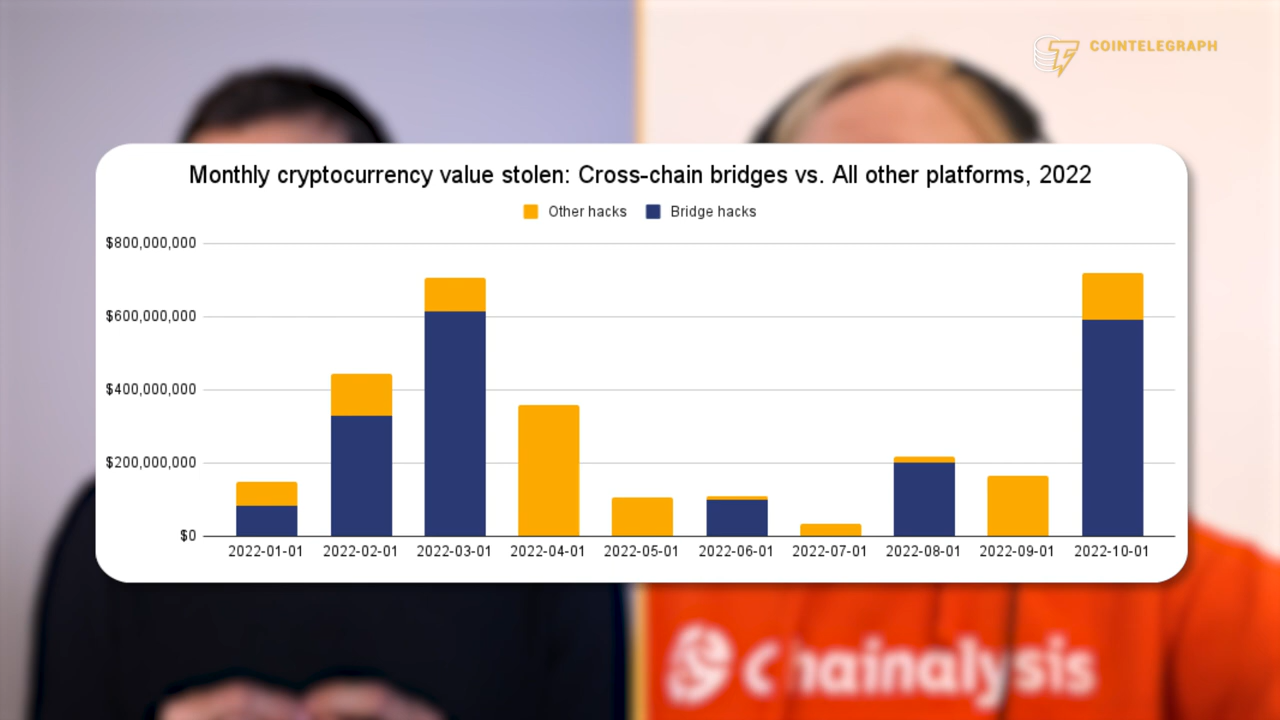 COINTELEGRAPH
Monthly cryptocurrency value stolen: Cross-chain bridges vs. All other platforms, 2022
Other hacks Bridge hacks
$800,000,000
$600,000,000
$400,000,000
$200,000,000
$0
2022-01-01 2022-02-01 2022-03-01 2022-04-01 2022-05-01 2022-06-01 2022-07-01 2022-08-01 2022-09-01 2022-10-01
Chainalysis